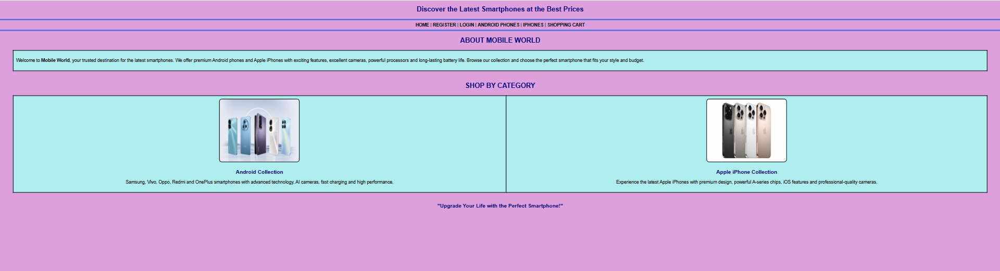 Discover the Latest Smartphones at the Best Prices
HOME | REGISTER | LOGIN | ANDROID PHONES | IPHONES | SHOPPING CART
ABOUT MOBILE WORLD
Welcome to Mobile World, your trusted destination for the latest smartphones. We offer premium Android phones and Apple iPhones with exciting features, excellent cameras, powerful processors and long-lasting battery life. Browse our collection and choose the perfect smartphone that fits your style and budget.
SHOP BY CATEGORY
Android Collection
Samsung, Vivo, Oppo, Redmi and OnePlus smartphones with advanced technology, AI cameras, fast charging and high performance.
Apple iPhone Collection
Experience the latest Apple iPhones with premium design, powerful A-series chips, iOS features and professional-quality cameras.
"Upgrade Your Life with the Perfect Smartphone!"